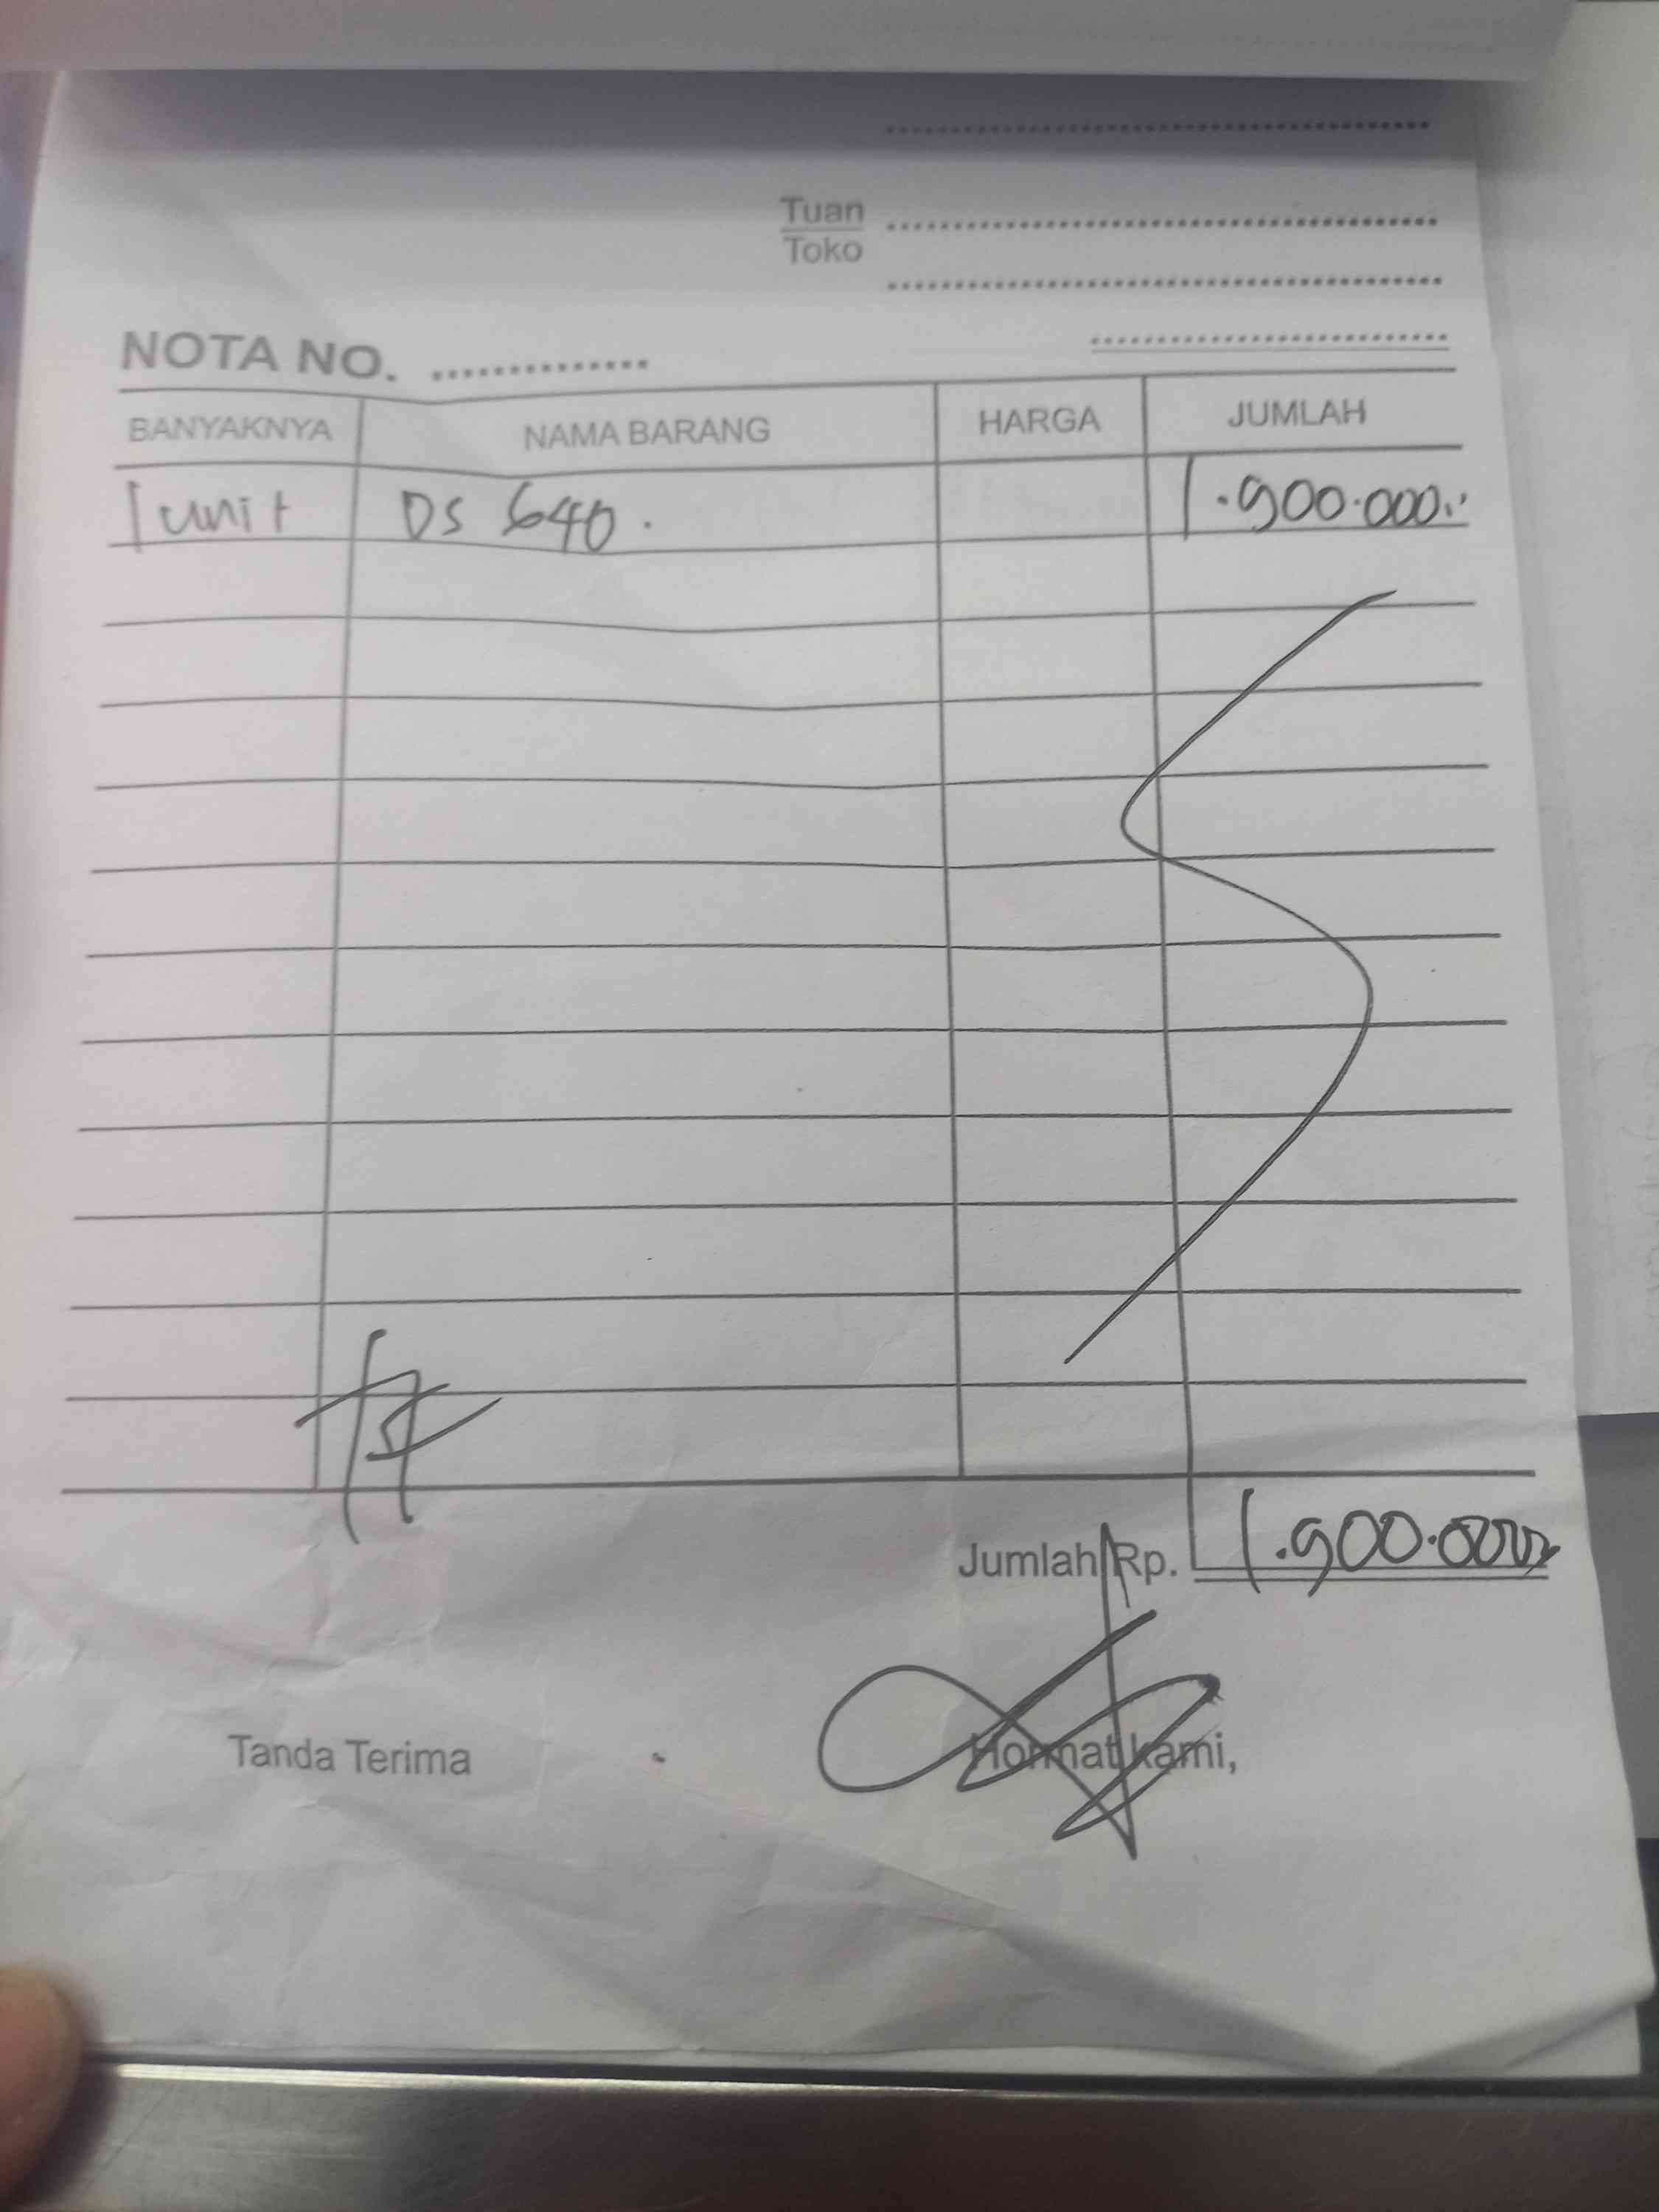 Tuan
Toko
NOTA NO. ...............
BANYAKNYA NAMA BARANG HARGA JUMLAH
1 unit DS 640. 1.900.000.-
Jumlah Rp. 1.900.000
Tanda Terima Hormat kami,